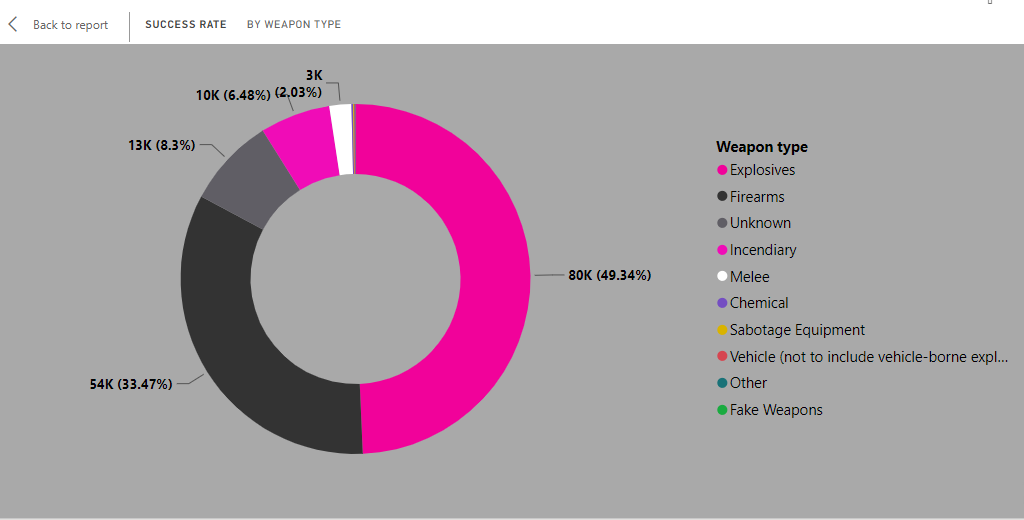 Back to report
SUCCESS RATE
BY WEAPON TYPE
3K
(2.03%)
10K (6.48%)
13K (8.3%)
80K (49.34%)
54K (33.47%)
Weapon type
Explosives
Firearms
Unknown
Incendiary
Melee
Chemical
Sabotage Equipment
Vehicle (not to include vehicle-borne expl...
Other
Fake Weapons